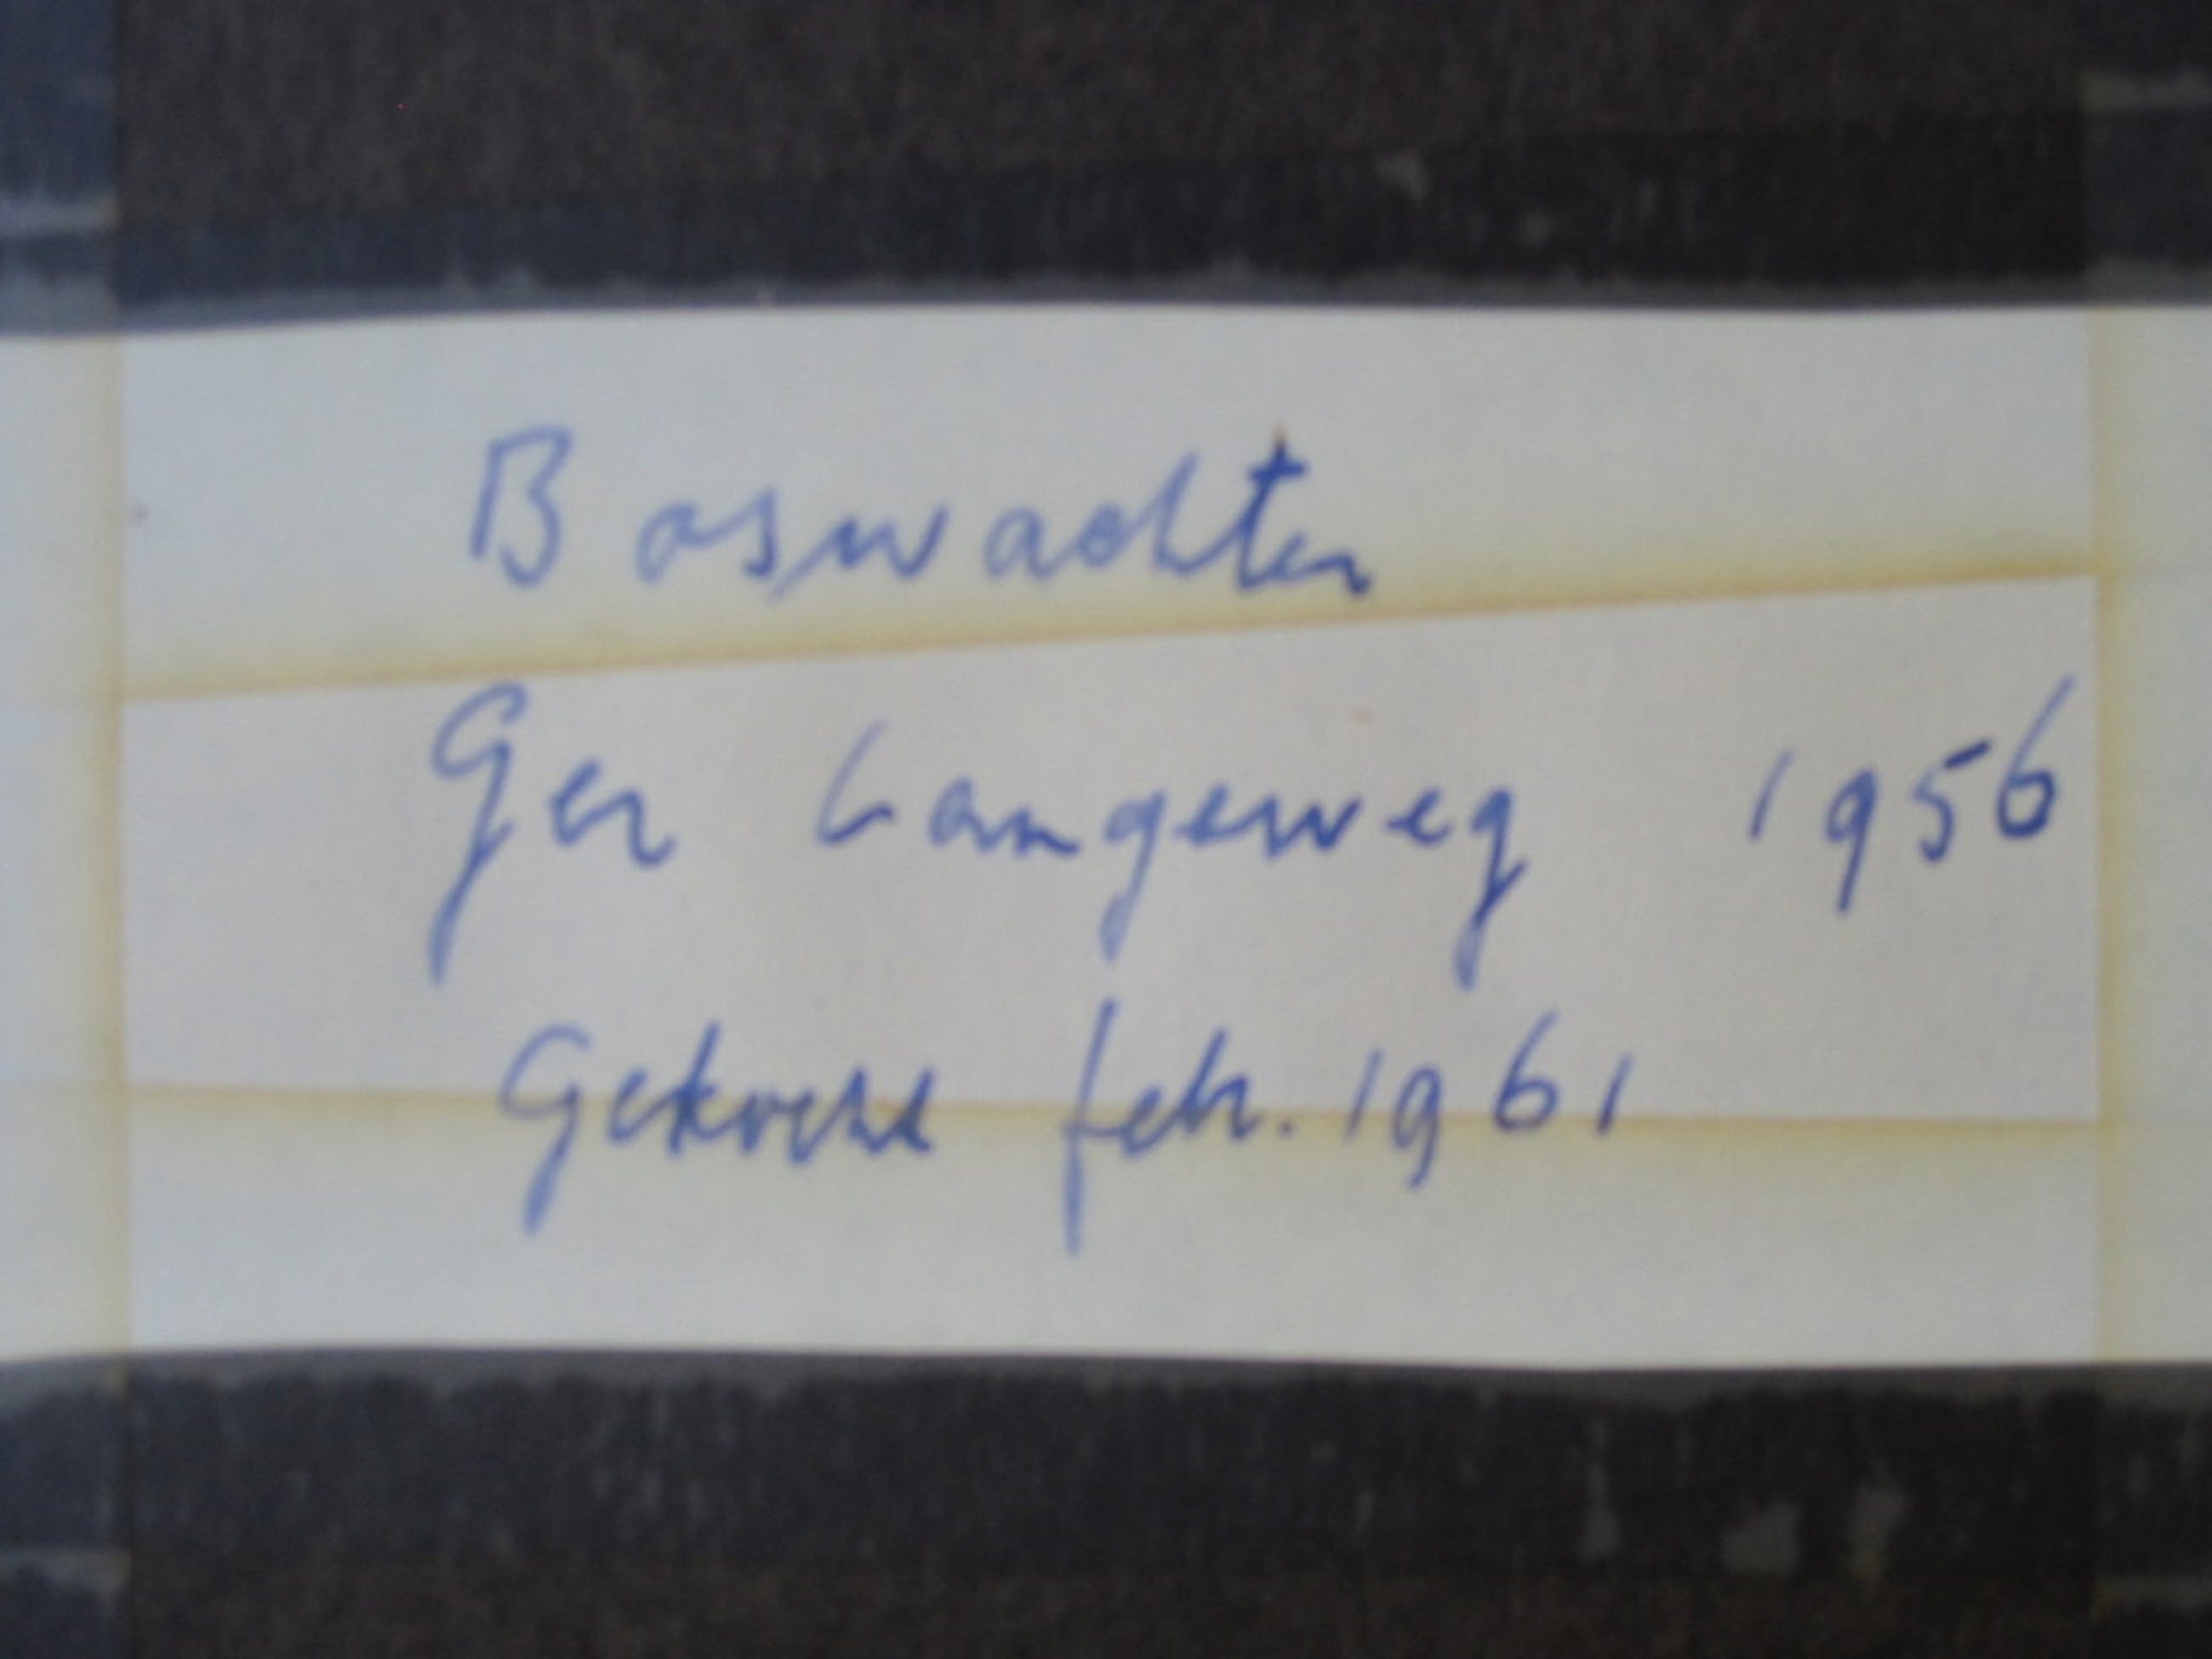 Boswachter
Ger Langeweg 1956
Gekocht feb. 1961